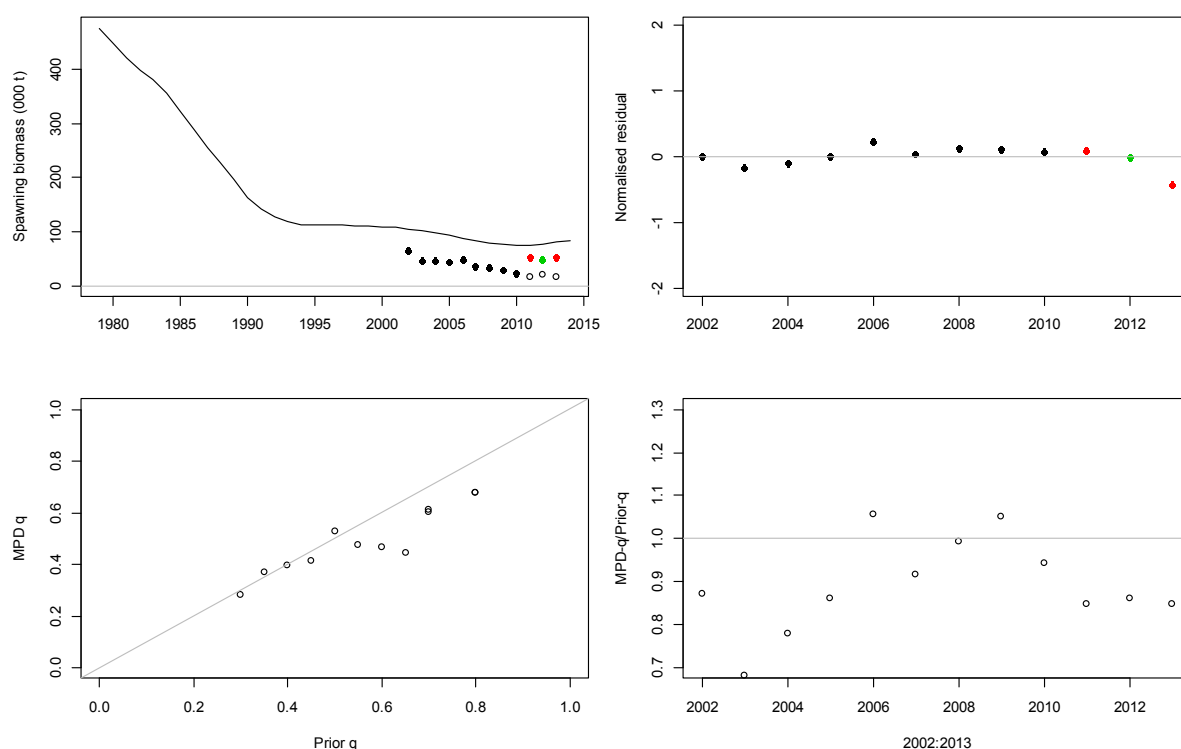 Spawning biomass (000 t)
400
300
200
100
0
1980 1985 1990 1995 2000 2005 2010 2015
Normalised residual
2
1
0
-1
-2
2002 2004 2006 2008 2010 2012
MPD q
1.0
0.8
0.6
0.4
0.2
0.0
0.0 0.2 0.4 0.6 0.8 1.0
Prior q
MPD-q/Prior-q
1.3
1.2
1.1
1.0
0.9
0.8
0.7
2002 2004 2006 2008 2010 2012
2002:2013